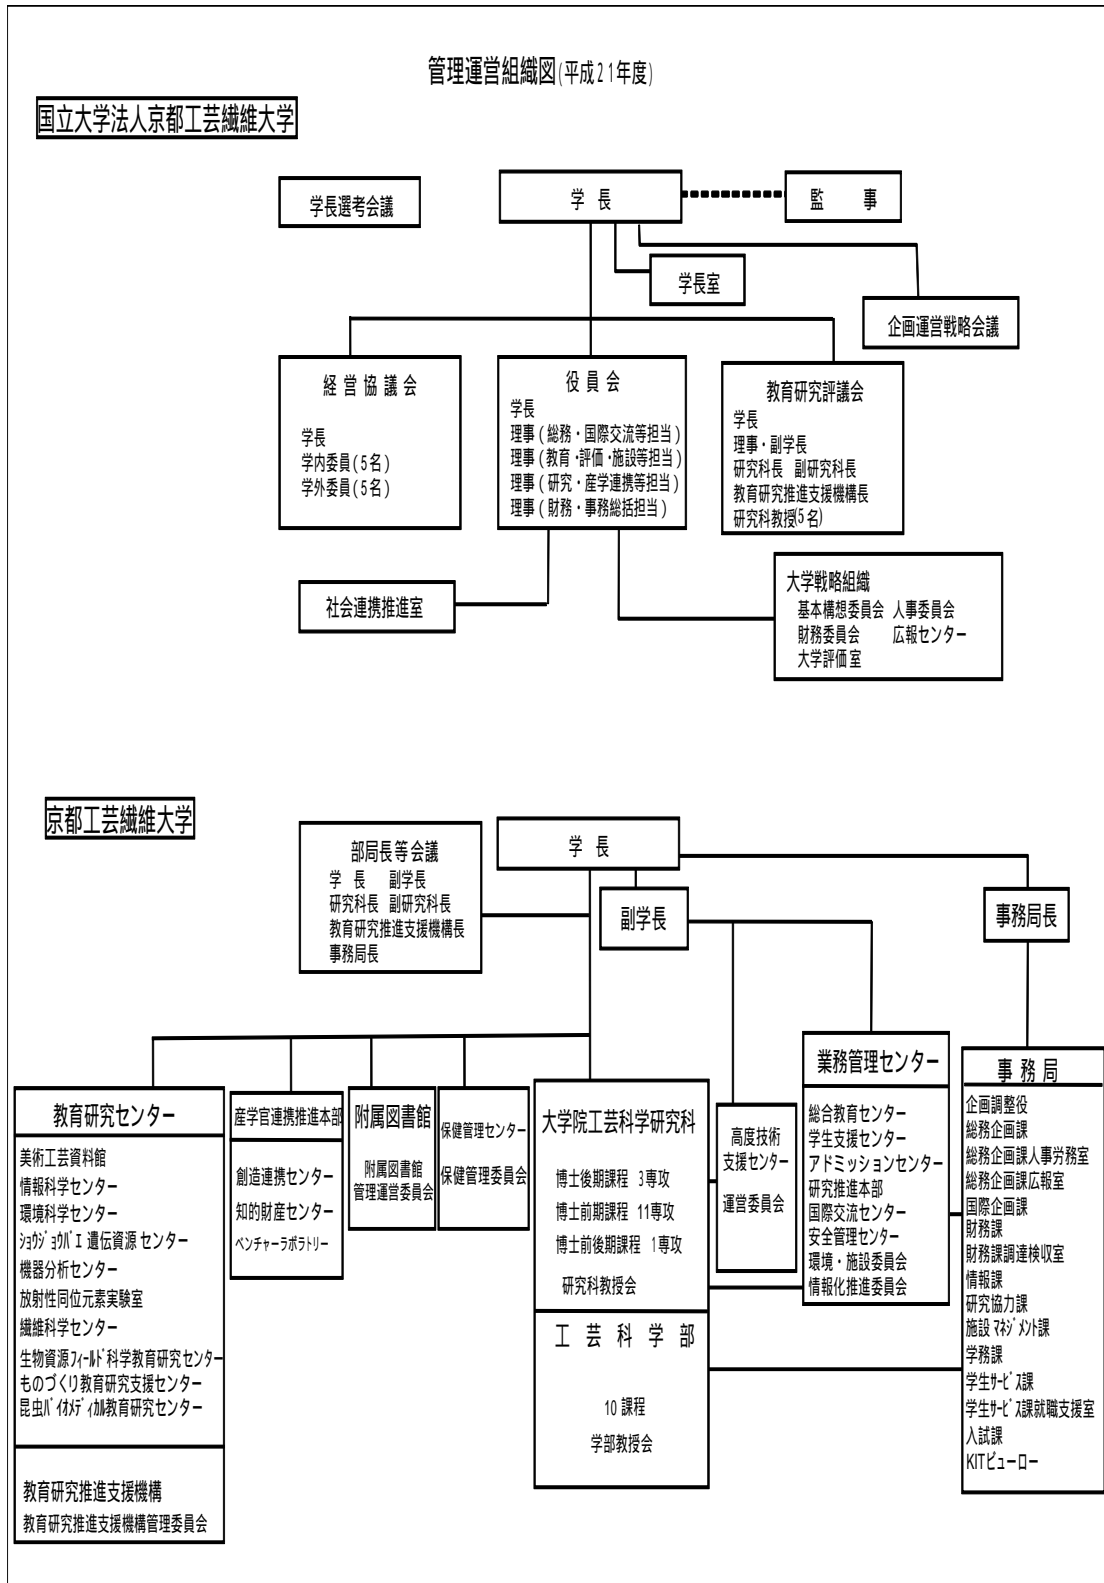 管理運営組織図(平成21年度)
国立大学法人京都工芸繊維大学
学長選考会議
学 長
監 事
学長室
企画運営戦略会議
経 営 協 議 会
学長
学内委員(5名)
学外委員(5名)
役 員 会
学長
理事(総務・国際交流等担当)
理事(教育・評価・施設等担当)
理事(研究・産学連携等担当)
理事(財務・事務総括担当)
教育研究評議会
学長
理事・副学長
研究科長 副研究科長
教育研究推進支援機構長
研究科教授(5名)
社会連携推進室
大学戦略組織
基本構想委員会 人事委員会
財務委員会 広報センター
大学評価室
京都工芸繊維大学
部局長等会議
学 長 副学長
研究科長 副研究科長
教育研究推進支援機構長
事務局長
学 長
副学長
事務局長
教育研究センター
美術工芸資料館
情報科学センター
環境科学センター
ショウジョウバエ遺伝資源センター
機器分析センター
放射性同位元素実験室
繊維科学センター
生物資源フィールド科学教育研究センター
ものづくり教育研究支援センター
昆虫バイオメディカル教育研究センター
教育研究推進支援機構
教育研究推進支援機構管理委員会
産学官連携推進本部
創造連携センター
知的財産センター
ベンチャーラボラトリー
附属図書館
附属図書館
管理運営委員会
保健管理センター
保健管理委員会
大学院工芸科学研究科
博士後期課程 3専攻
博士前期課程 11専攻
博士前後期課程 1専攻
研究科教授会
工 芸 科 学 部
10 課程
学部教授会
高度技術
支援センター
運営委員会
業務管理センター
総合教育センター
学生支援センター
アドミッションセンター
研究推進本部
国際交流センター
安全管理センター
環境・施設委員会
情報化推進委員会
事 務 局
企画調整役
総務企画課
総務企画課人事労務室
総務企画課広報室
国際企画課
財務課
財務課調達検収室
情報課
研究協力課
施設マネジメント課
学務課
学生サービス課
学生サービス課就職支援室
入試課
KITビューロー